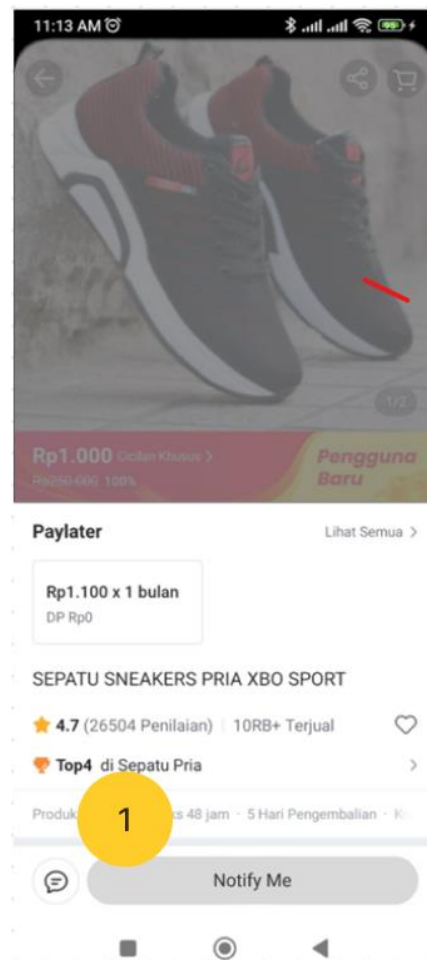 11:13 AM
95
1/2
Rp1.000 Cicilan Khusus >
Rp250.000 100%
Pengguna
Baru
Paylater
Lihat Semua >
Rp1.100 x 1 bulan
DP Rp0
SEPATU SNEAKERS PRIA XBO SPORT
4.7 (26504 Penilaian) | 10RB+ Terjual
Top4 di Sepatu Pria >
1
48 jam · 5 Hari Pengembalian ·
Notify Me